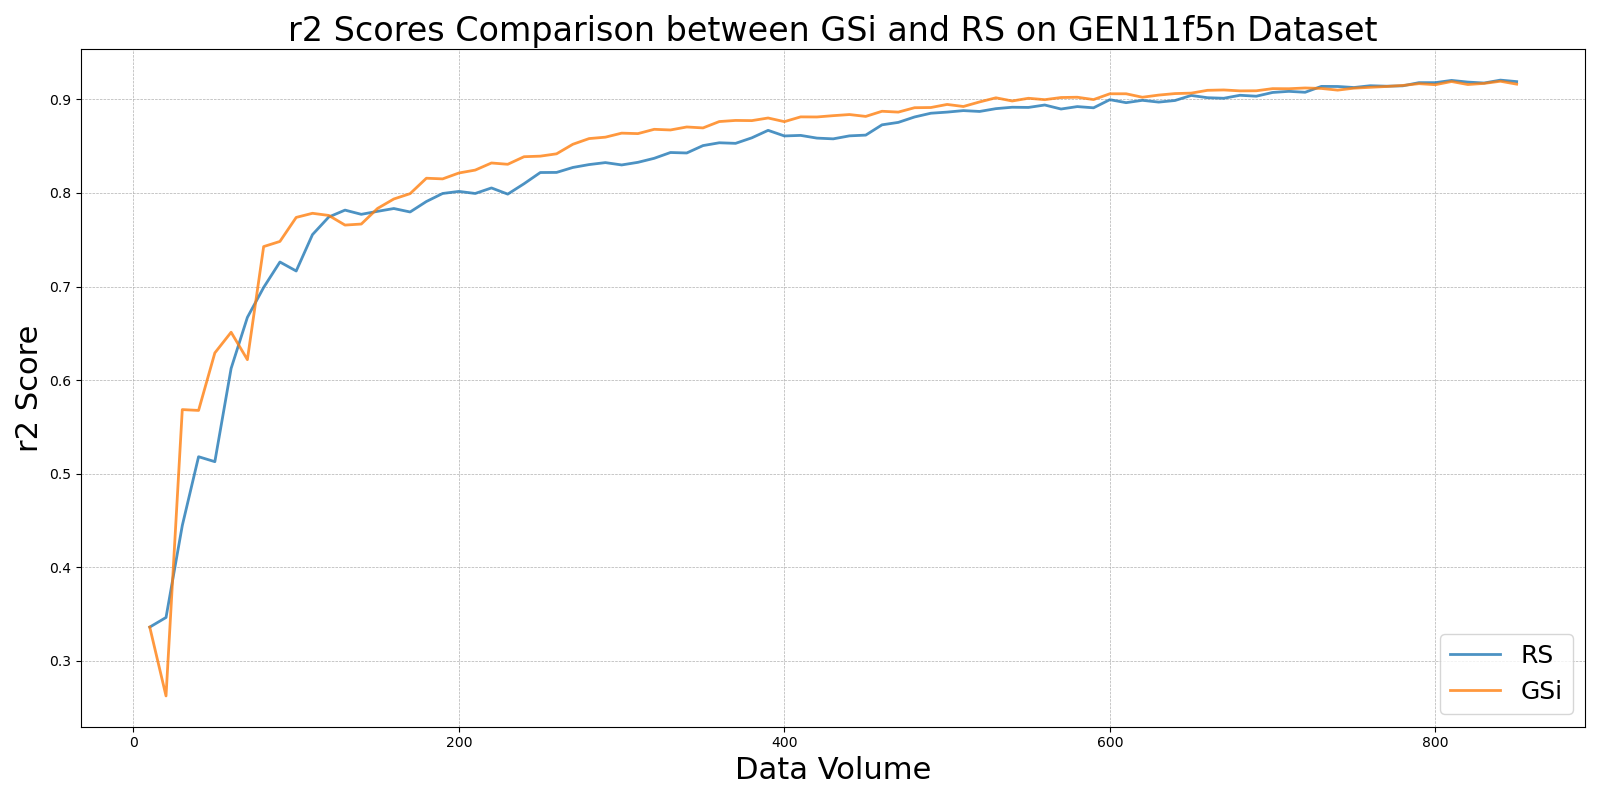 r2 Scores Comparison between GSi and RS on GEN11f5n Dataset
r2 Score
0.9
0.8
0.7
0.6
0.5
0.4
0.3
0
200
400
600
800
Data Volume
RS
GSi